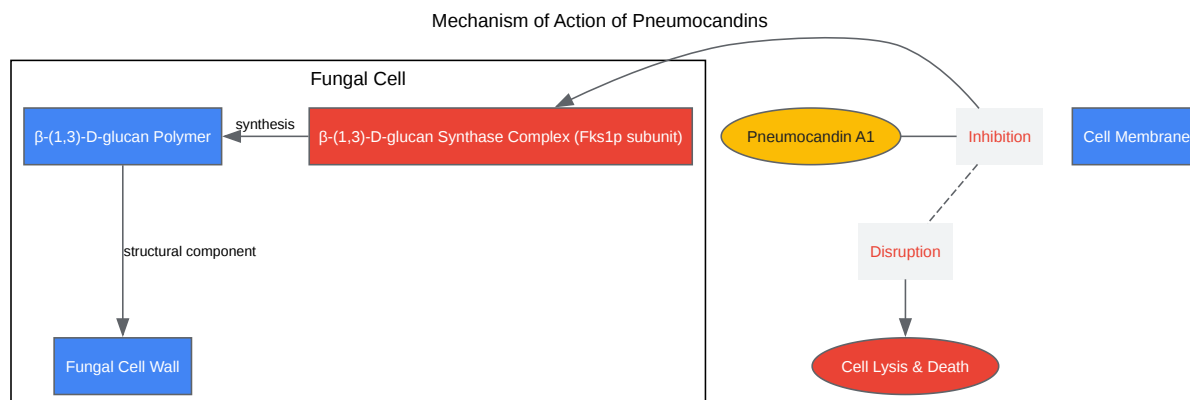 Mechanism of Action of Pneumocandins
Fungal Cell
β-(1,3)-D-glucan Polymer
synthesis
β-(1,3)-D-glucan Synthase Complex (Fks1p subunit)
Pneumocandin A1
Inhibition
Cell Membrane
structural component
Disruption
Fungal Cell Wall
Cell Lysis & Death